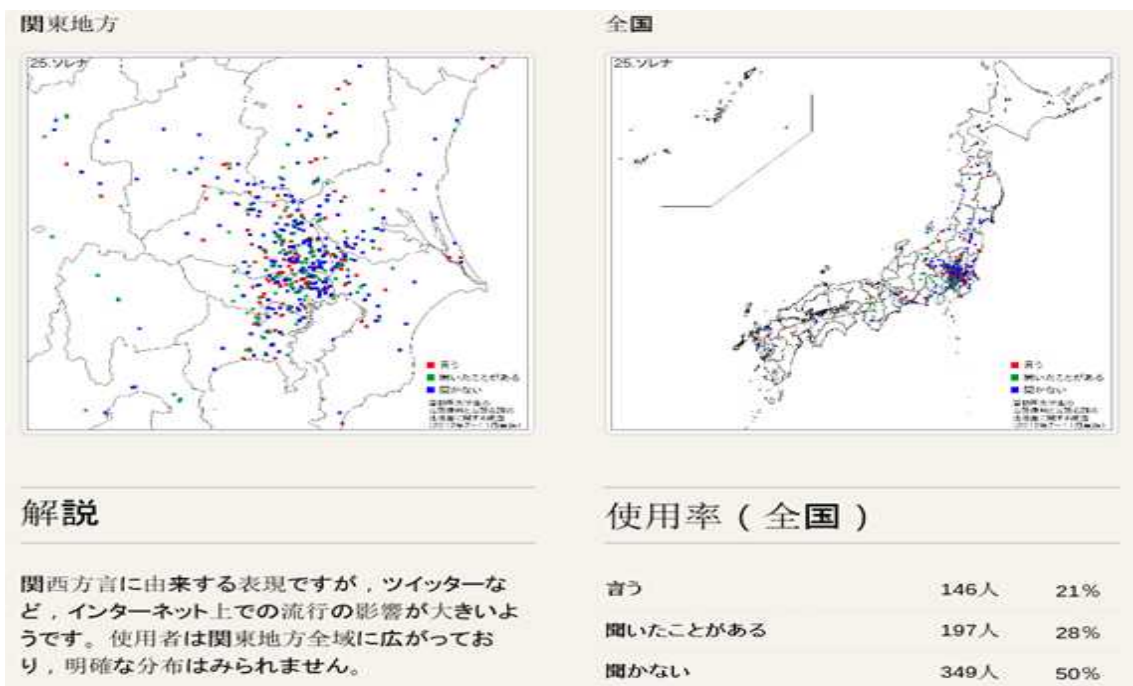 関東地方
25.ソレナ
言う
聞いたことがある
聞かない
全国
25.ソレナ
言う
聞いたことがある
聞かない
解説
関西方言に由来する表現ですが，ツイッターな
ど，インターネット上での流行の影響が大きいよ
うです。使用者は関東地方全域に広がってお
り，明確な分布はみられません。
使用率（全国）
言う 146人 21%
聞いたことがある 197人 28%
聞かない 349人 50%